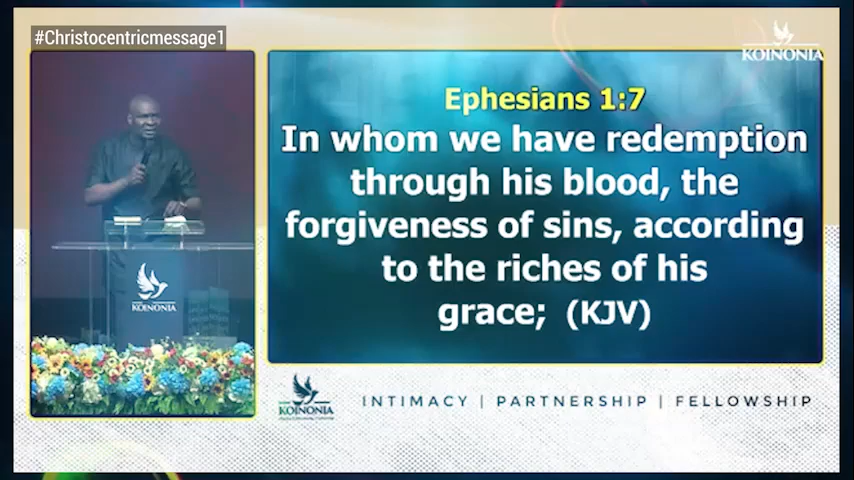 #Christocentricmessage1
KOINONIA
Ephesians 1:7
In whom we have redemption
through his blood, the
forgiveness of sins, according
to the riches of his
grace; (KJV)
KOINONIA
KOINONIA
INTIMACY | PARTNERSHIP | FELLOWSHIP